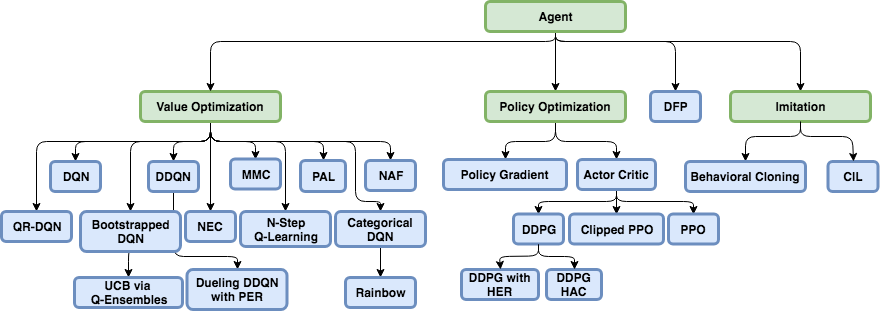 Agent
Value Optimization
Policy Optimization
DFP
Imitation
DQN
DDQN
MMC
PAL
NAF
Policy Gradient
Actor Critic
Behavioral Cloning
CIL
QR-DQN
Bootstrapped
DQN
NEC
N-Step
Q-Learning
Categorical
DQN
DDPG
Clipped PPO
PPO
UCB via
Q-Ensembles
Dueling DDQN
with PER
Rainbow
DDPG with
HER
DDPG
HAC